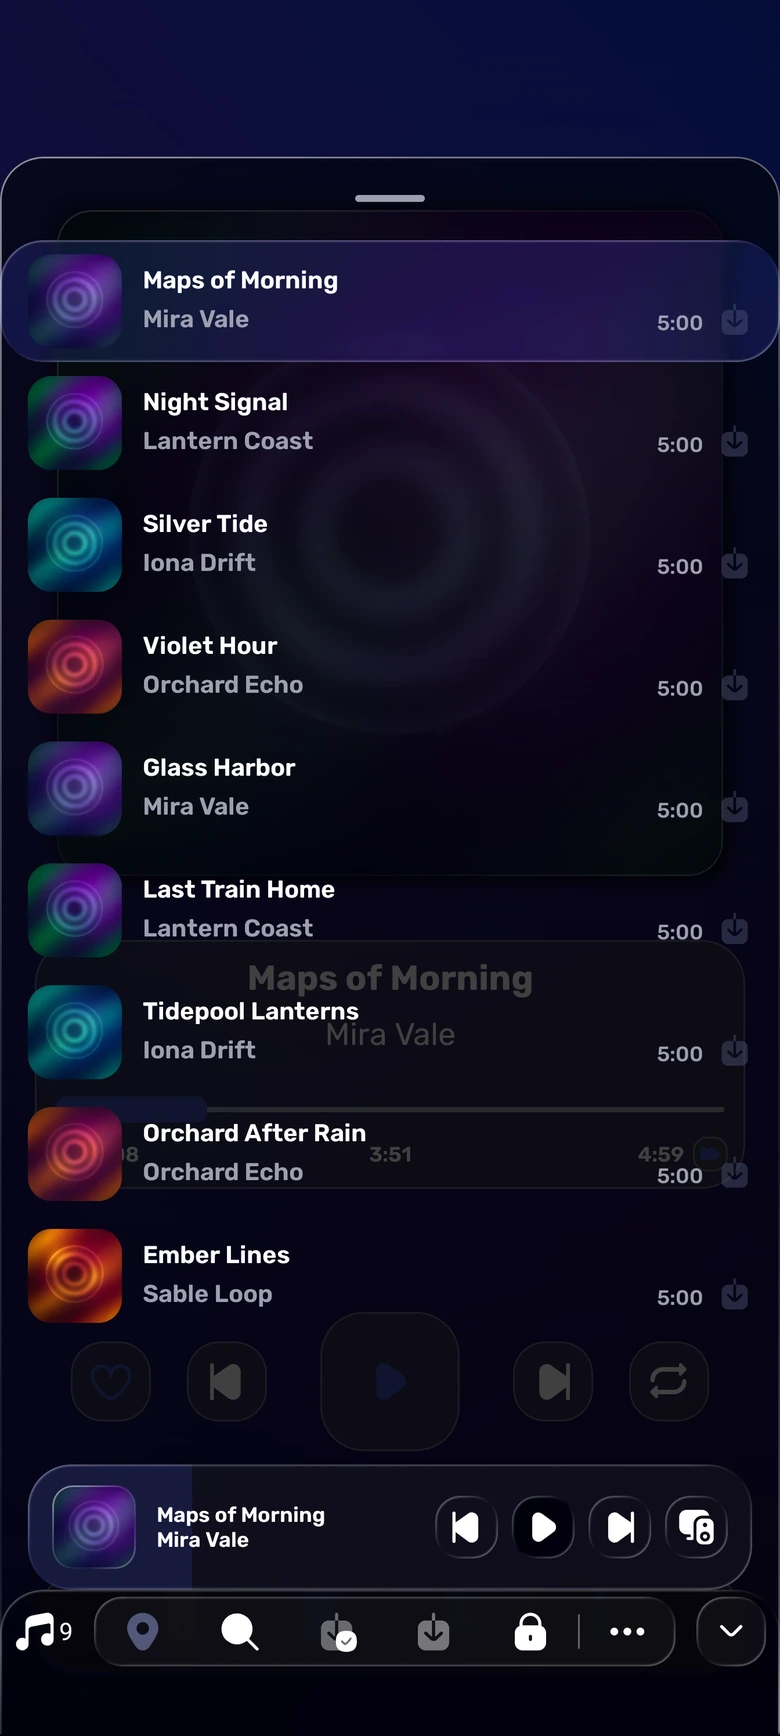 Maps of Morning
Mira Vale
5:00
Night Signal
Lantern Coast
5:00
Silver Tide
Iona Drift
5:00
Violet Hour
Orchard Echo
5:00
Glass Harbor
Mira Vale
5:00
Last Train Home
Lantern Coast
5:00
Maps of Morning
Tidepool Lanterns
Mira Vale
Iona Drift
5:00
Orchard After Rain
3:51
4:59
Orchard Echo
5:00
Ember Lines
Sable Loop
5:00
Maps of Morning
Mira Vale
9